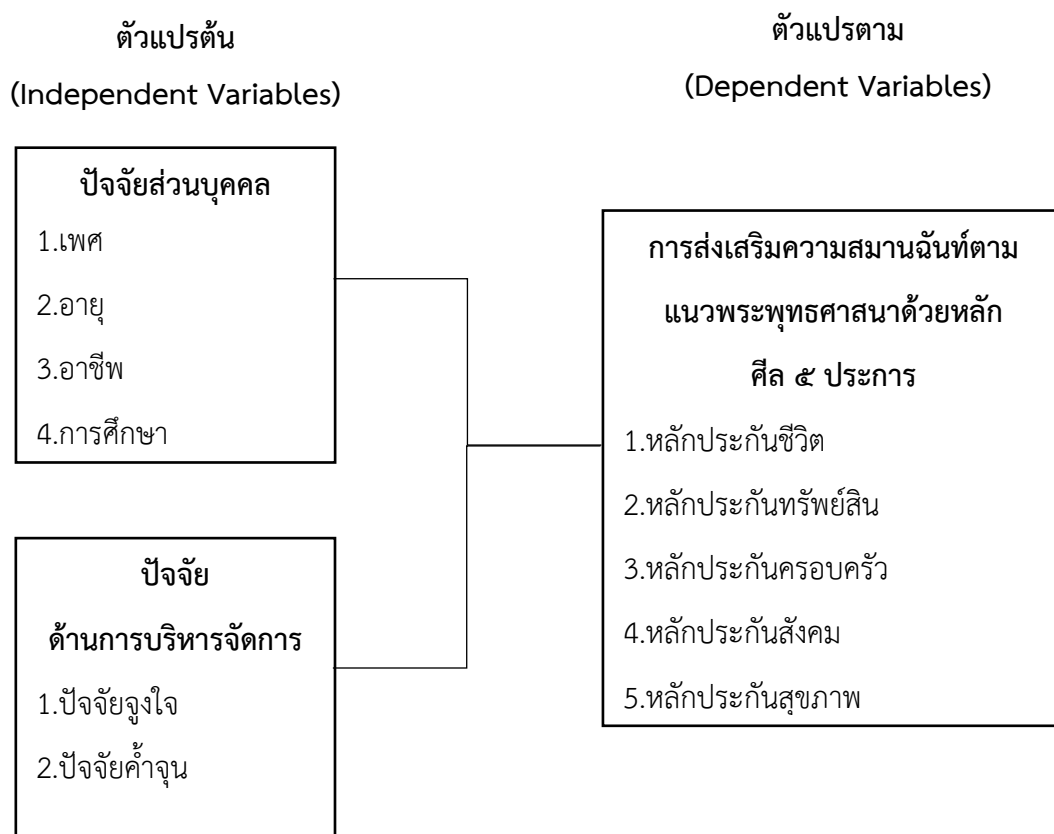 ตัวแปรต้น
(Independent Variables)
ปัจจัยส่วนบุคคล
1.เพศ
2.อายุ
3.อาชีพ
4.การศึกษา
ปัจจัย
ด้านการบริหารจัดการ
1.ปัจจัยจูงใจ
2.ปัจจัยค้ำจุน
ตัวแปรตาม
(Dependent Variables)
การส่งเสริมความสมานฉันท์ตาม
แนวพระพุทธศาสนาด้วยหลัก
ศีล ๕ ประการ
1.หลักประกันชีวิต
2.หลักประกันทรัพย์สิน
3.หลักประกันครอบครัว
4.หลักประกันสังคม
5.หลักประกันสุขภาพ